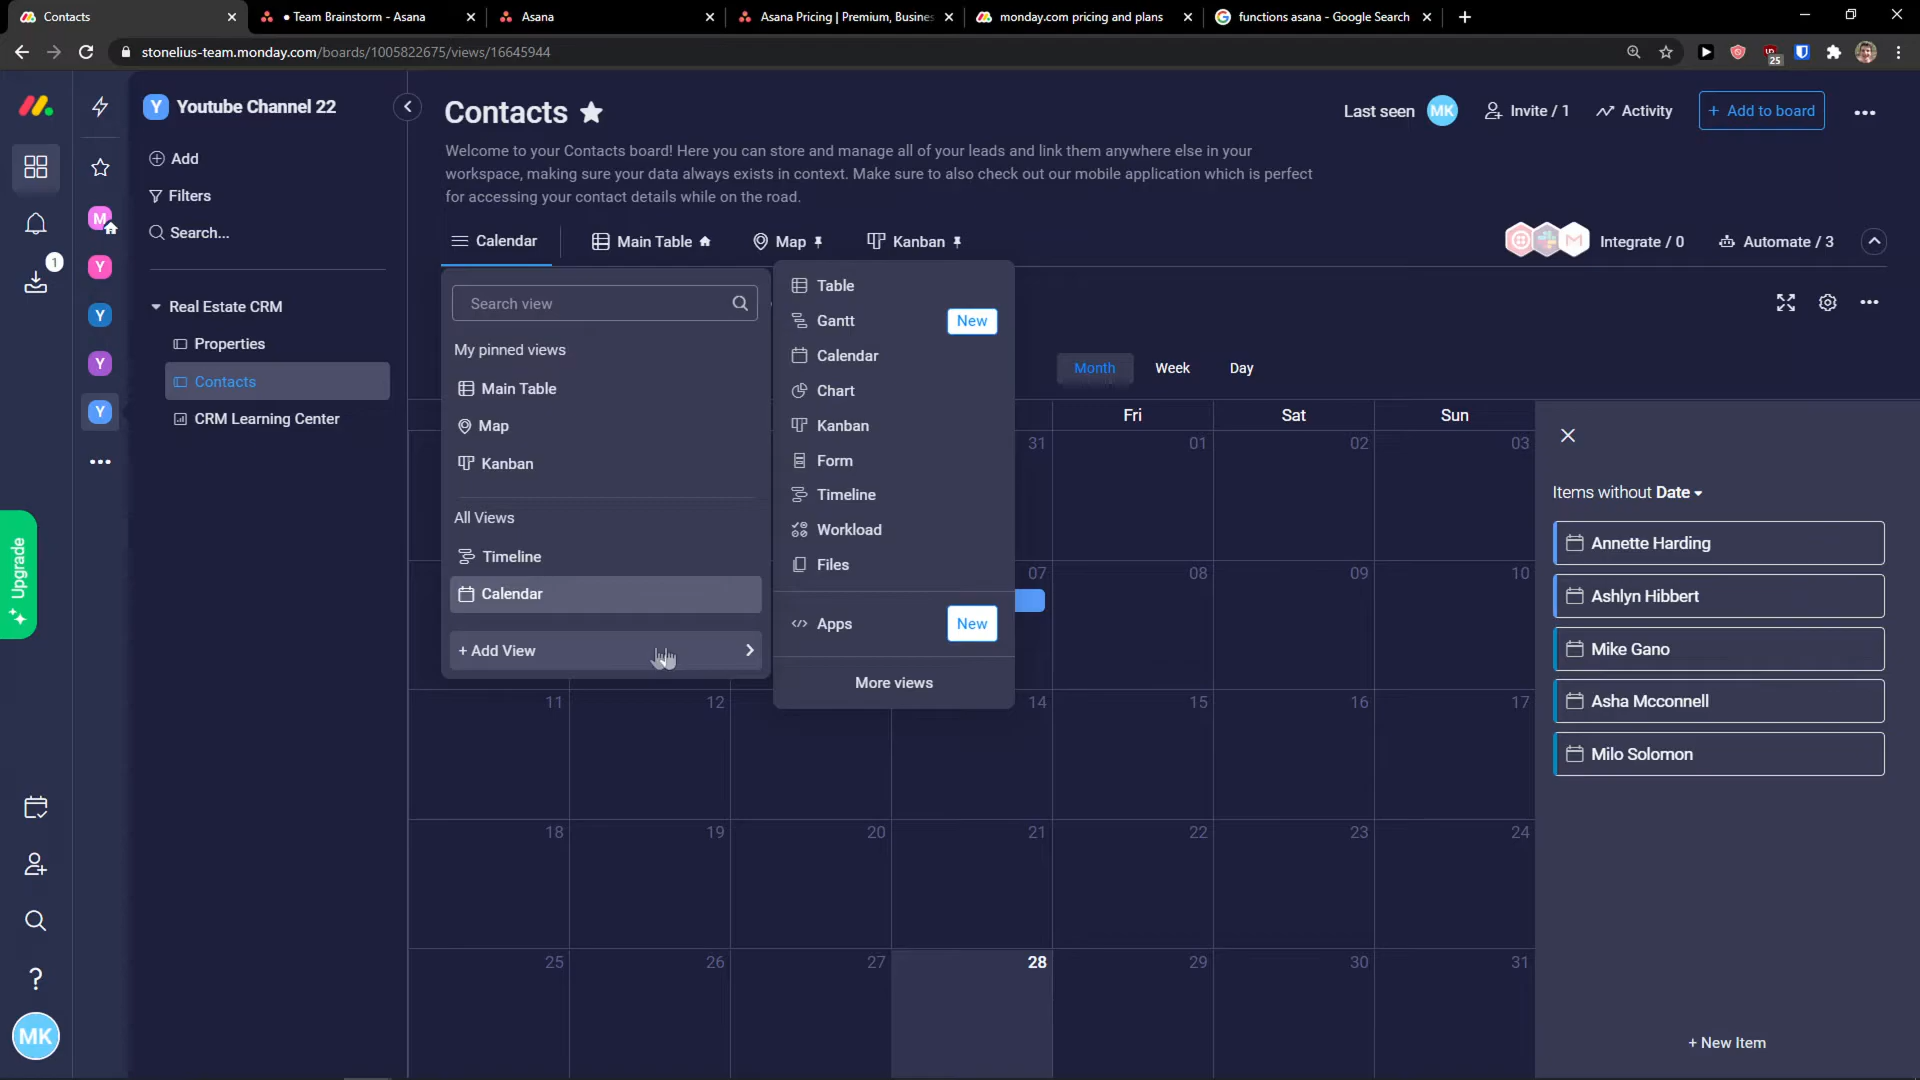 Contacts
• Team Brainstorm - Asana
Asana
Asana Pricing | Premium, Busines
monday.com pricing and plans
functions asana - Google Search
stonelius-team.monday.com/boards/1005822675/views/16645944
25
Y Youtube Channel 22
Add
Filters
Search...
Real Estate CRM
Properties
Contacts
CRM Learning Center
M
Y
Y
Y
Y
1
Upgrade
?
MK
Contacts
Last seen MK
Invite / 1
Activity
+ Add to board
Welcome to your Contacts board! Here you can store and manage all of your leads and link them anywhere else in your
workspace, making sure your data always exists in context. Make sure to also check out our mobile application which is perfect
for accessing your contact details while on the road.
Calendar
Main Table
Map
Kanban
M
Integrate / 0
Automate / 3
Search view
My pinned views
Main Table
Map
Kanban
All Views
Timeline
Calendar
+ Add View
Table
Gantt New
Calendar
Chart
Kanban
Form
Timeline
Workload
Files
Apps New
More views
Month Week Day
Fri Sat Sun
31 01 02 03
07 08 09 10
11 12 14 15 16 17
18 19 20 21 22 23 24
25 26 27 28 29 30 31
Items without Date
Annette Harding
Ashlyn Hibbert
Mike Gano
Asha Mcconnell
Milo Solomon
+ New Item